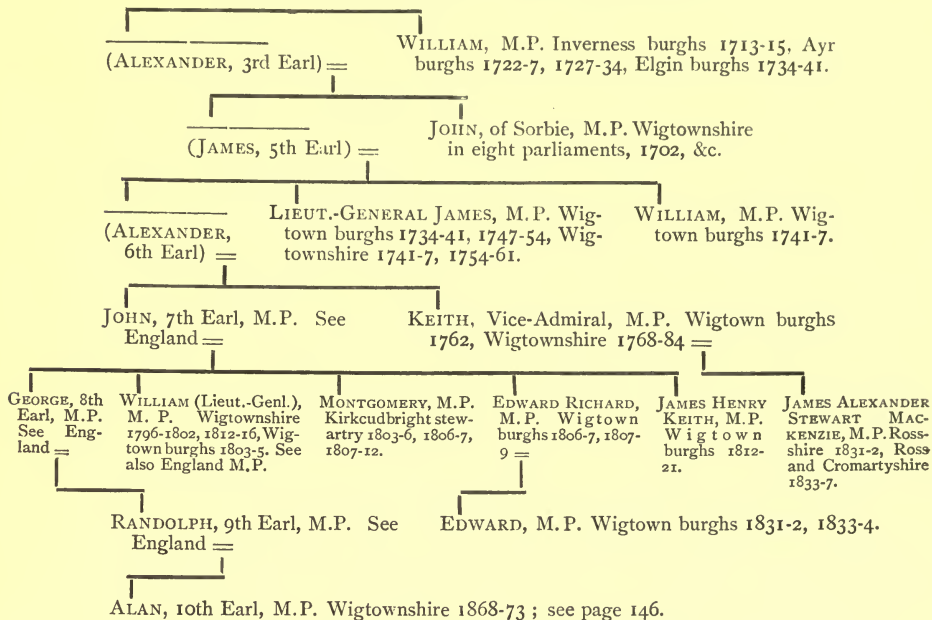 WILLIAM, M.P. Inverness burghs 1713-15, Ayr
burghs 1722-7, 1727-34, Elgin burghs 1734-41.
(ALEXANDER, 3rd Earl) =
JOHN, of Sorbie, M.P. Wigtownshire
in eight parliaments, 1702, &c.
(JAMES, 5th Earl) =
(ALEXANDER,
6th Earl) =
LIEUT.-GENERAL JAMES, M.P. Wig-
town burghs 1734-41, 1747-54, Wig-
townshire 1741-7, 1754-61.
WILLIAM, M.P. Wig-
town burghs 1741-7.
JOHN, 7th Earl, M.P. See
England =
KEITH, Vice-Admiral, M.P. Wigtown burghs
1762, Wigtownshire 1768-84 =
GEORGE, 8th
Earl, M.P.
See Eng-
land =
WILLIAM (Lieut.-Genl.),
M. P. Wigtownshire
1796-1802, 1812-16, Wig-
town burghs 1803-5. See
also England M.P.
MONTGOMERY, M.P.
Kirkcudbright stew-
artry 1803-6, 1806-7,
1807-12.
EDWARD RICHARD,
M.P. Wigtown
burghs 1806-7, 1807-
9 =
JAMES HENRY
KEITH, M.P.
Wigtown
burghs 1812-
21.
JAMES ALEXANDER
STEWART MAC-
KENZIE, M.P. Ross-
shire 1831-2, Ross
and Cromartyshire
1833-7.
RANDOLPH, 9th Earl, M.P. See
England =
EDWARD, M.P. Wigtown burghs 1831-2, 1833-4.
ALAN, 10th Earl, M.P. Wigtownshire 1868-73 ; see page 146.